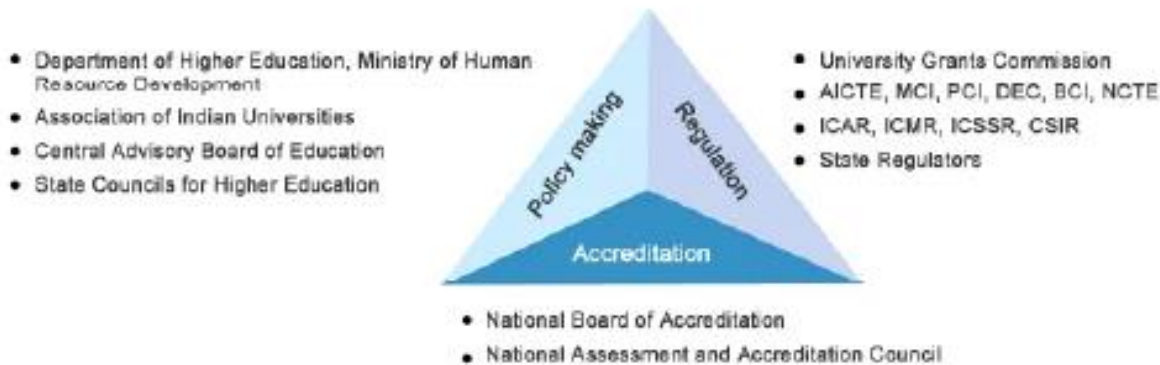 • Department of Higher Education, Ministry of Human
Resource Development
• Association of Indian Universities
• Central Advisory Board of Education
• State Councils for Higher Education
Policy making
Regulation
Accreditation
• University Grants Commission
• AICTE, MCI, PCI, DEC, BCI, NCTE
• ICAR, ICMR, ICSSR, CSIR
• State Regulators
• National Board of Accreditation
• National Assessment and Accreditation Council